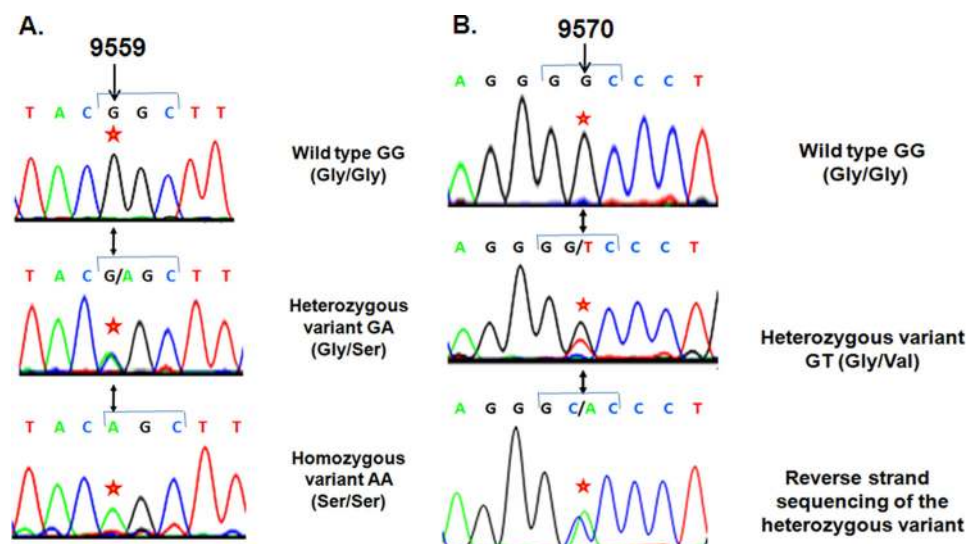 A.
9559
T A C G G C T T
Wild type GG
(Gly/Gly)
T A C G/A G C T T
Heterozygous
variant GA
(Gly/Ser)
T A C A G C T T
Homozygous
variant AA
(Ser/Ser)
B.
9570
A G G G G C C C T
Wild type GG
(Gly/Gly)
A G G G G/T C C C T
Heterozygous variant
GT (Gly/Val)
A G G G C/A C C C T
Reverse strand
sequencing of the
heterozygous variant